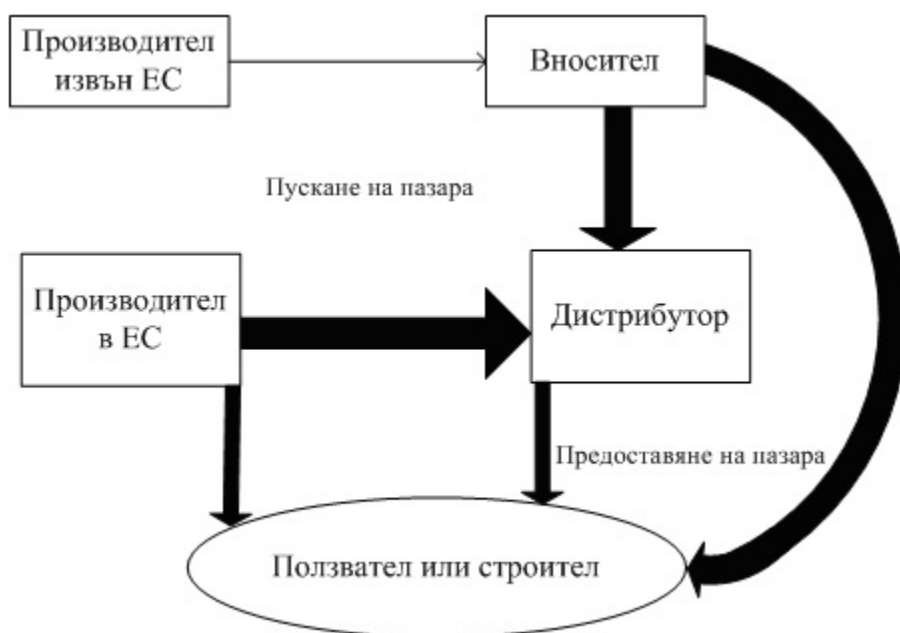 Производител
извън ЕС
Вносител
Пускане на пазара
Производител
в ЕС
Дистрибутор
Предоставяне на пазара
Ползвател или строител